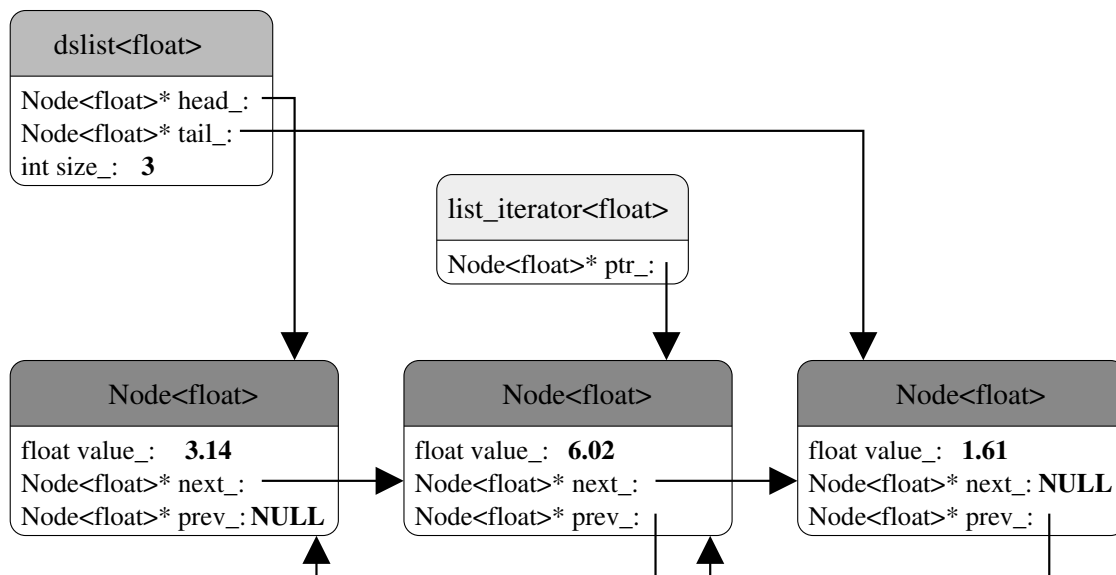 dslist<float>
Node<float>* head_:
Node<float>* tail_:
int size_: 3
list_iterator<float>
Node<float>* ptr_:
Node<float>
float value_: 3.14
Node<float>* next_:
Node<float>* prev_: NULL
Node<float>
float value_: 6.02
Node<float>* next_:
Node<float>* prev_:
Node<float>
float value_: 1.61
Node<float>* next_: NULL
Node<float>* prev_: